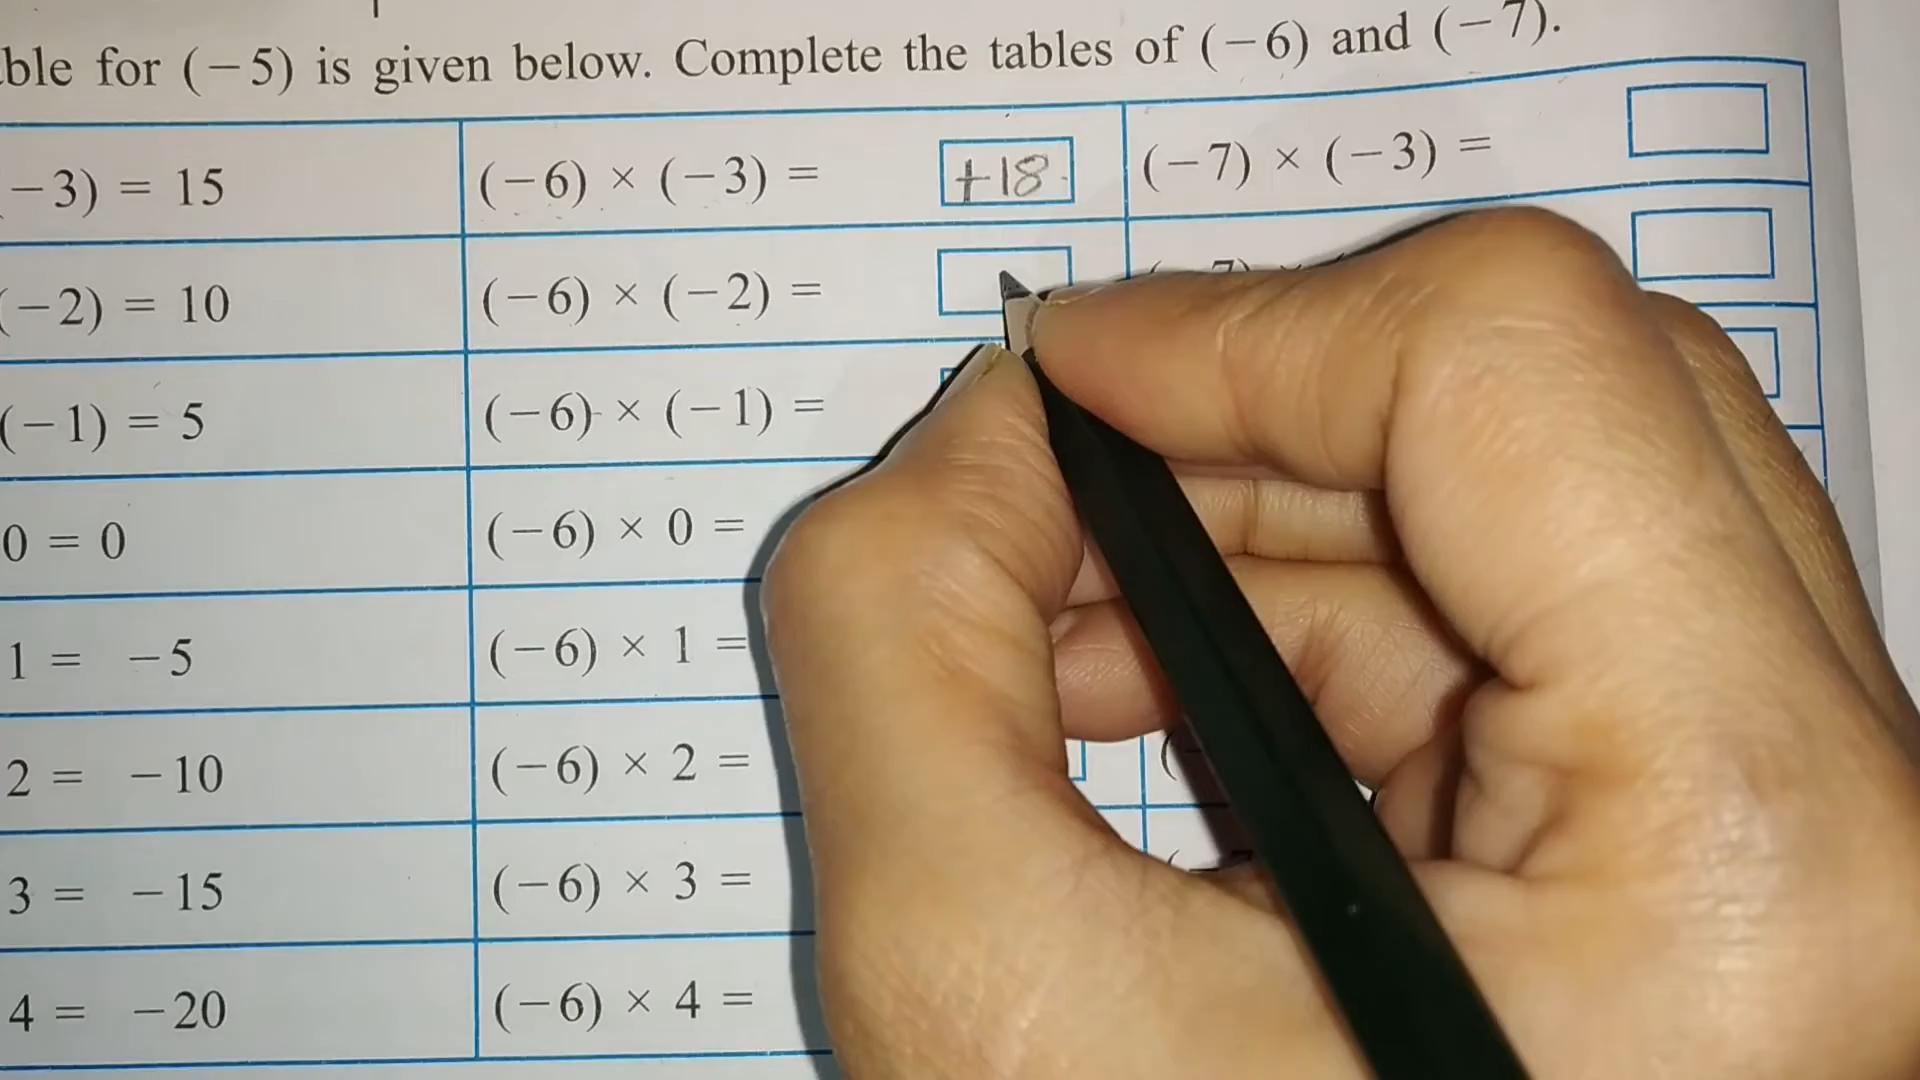 for (−5) is given below. Complete the tables of (−6) and (−7).
−3) = 15 (−6) × (−3) = +18 (−7) × (−3) =
(−2) = 10 (−6) × (−2) =
(−1) = 5 (−6) × (−1) =
0 = 0 (−6) × 0 =
1 = −5 (−6) × 1 =
2 = −10 (−6) × 2 =
3 = −15 (−6) × 3 =
4 = −20 (−6) × 4 =